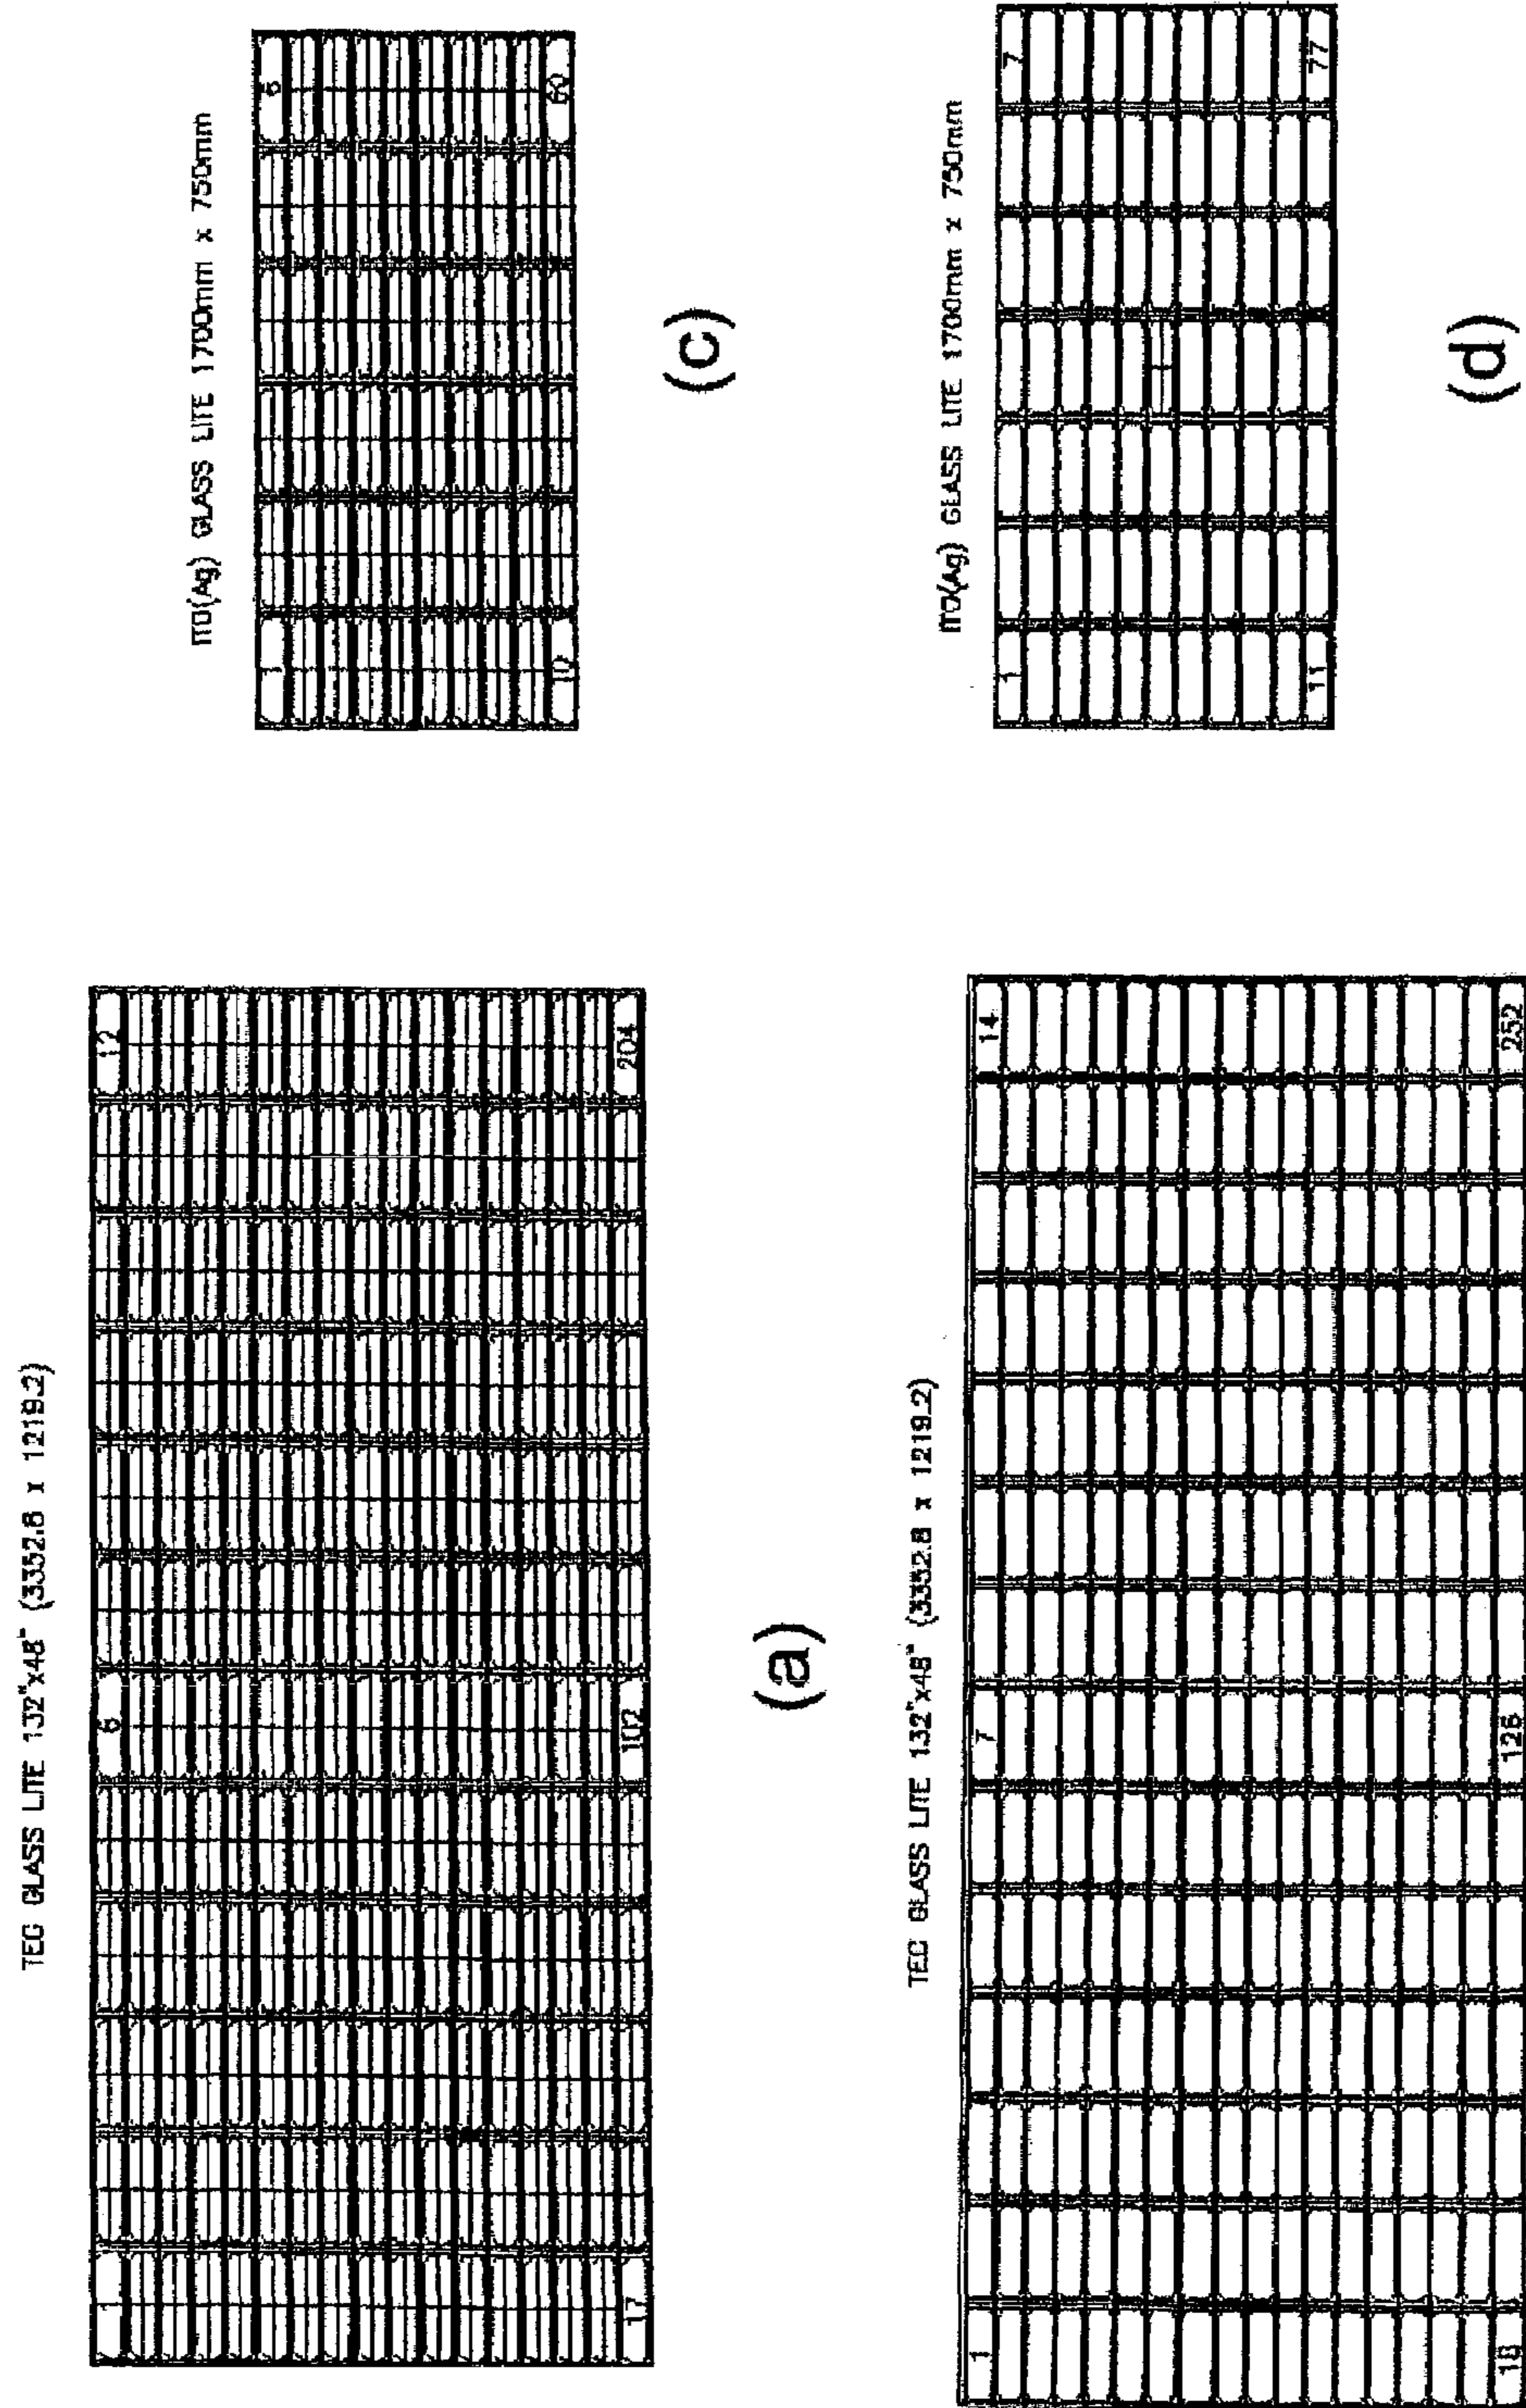 TEC GLASS LITE 132"x48" (3352.8 x 1219.2)
1 6 12
17 102 204
(a)
ITO(Ag) GLASS LITE 1700mm x 750mm
1 6
10 60
(c)
TEC GLASS LITE 132"x48" (3352.8 x 1219.2)
1 7 14
18 126 252
ITO(Ag) GLASS LITE 1700mm x 750mm
1 7
11 77
(d)